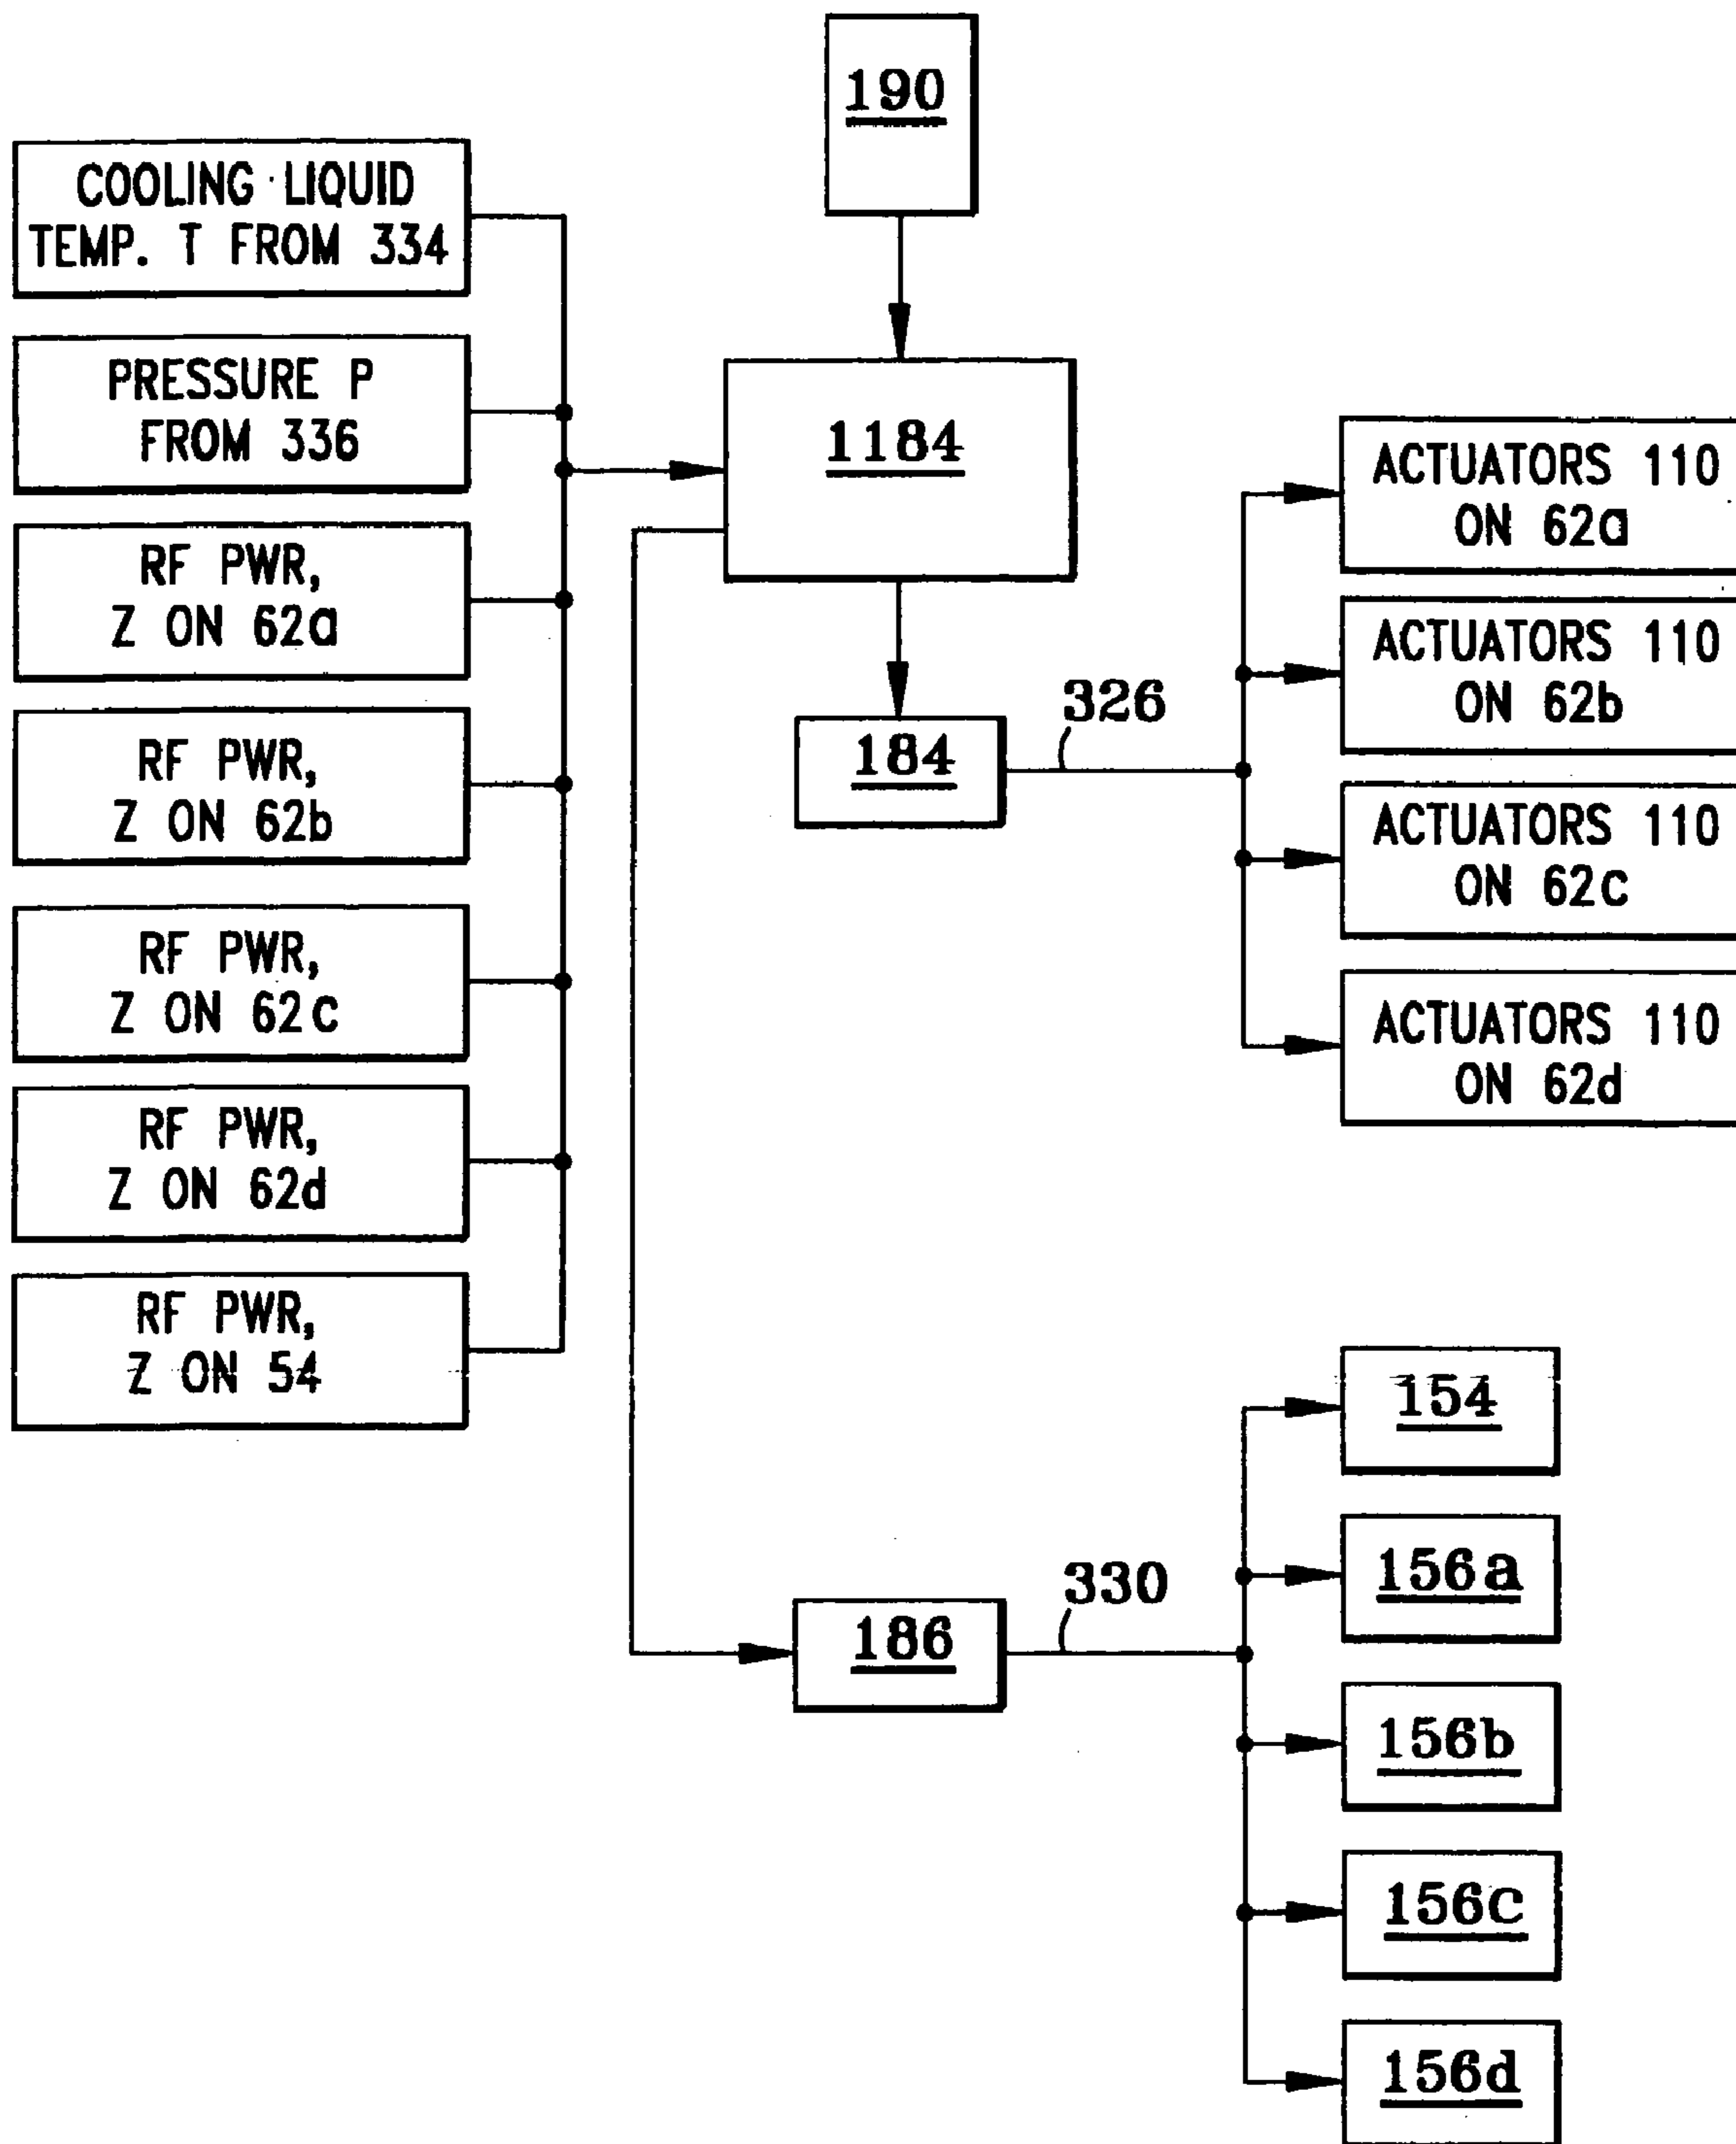 190
COOLING LIQUID
TEMP. T FROM 334
PRESSURE P
FROM 336
RF PWR,
Z ON 62a
RF PWR,
Z ON 62b
RF PWR,
Z ON 62c
RF PWR,
Z ON 62d
RF PWR,
Z ON 54
1184
184
326
ACTUATORS 110
ON 62a
ACTUATORS 110
ON 62b
ACTUATORS 110
ON 62c
ACTUATORS 110
ON 62d
186
330
154
156a
156b
156c
156d